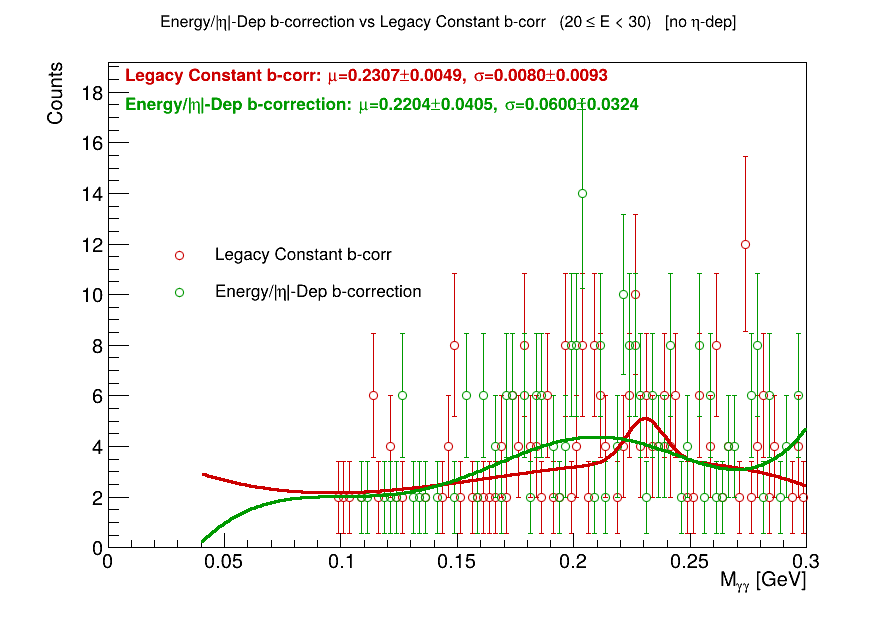 Energy/|η|-Dep b-correction vs Legacy Constant b-corr (20 ≤ E < 30) [no η-dep]
Counts
Legacy Constant b-corr: μ=0.2307±0.0049, σ=0.0080±0.0093
Energy/|η|-Dep b-correction: μ=0.2204±0.0405, σ=0.0600±0.0324
18
16
14
12
10
8
6
4
2
0
Legacy Constant b-corr
Energy/|η|-Dep b-correction
0 0.05 0.1 0.15 0.2 0.25 0.3
Mγγ [GeV]